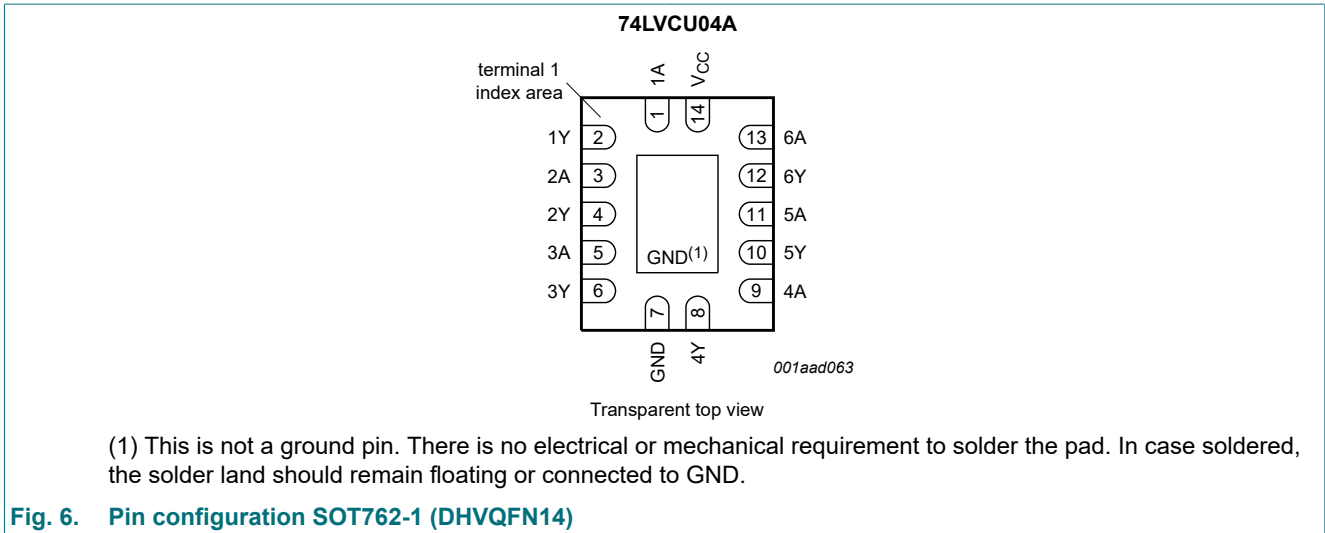 74LVCU04A
terminal 1
index area
1A
VCC
1
14
1Y 2
13 6A
2A 3
12 6Y
2Y 4
11 5A
3A 5
GND(1)
10 5Y
3Y 6
9 4A
7
8
GND
4Y
001aad063
Transparent top view
(1) This is not a ground pin. There is no electrical or mechanical requirement to solder the pad. In case soldered,
the solder land should remain floating or connected to GND.
Fig. 6. Pin configuration SOT762-1 (DHVQFN14)